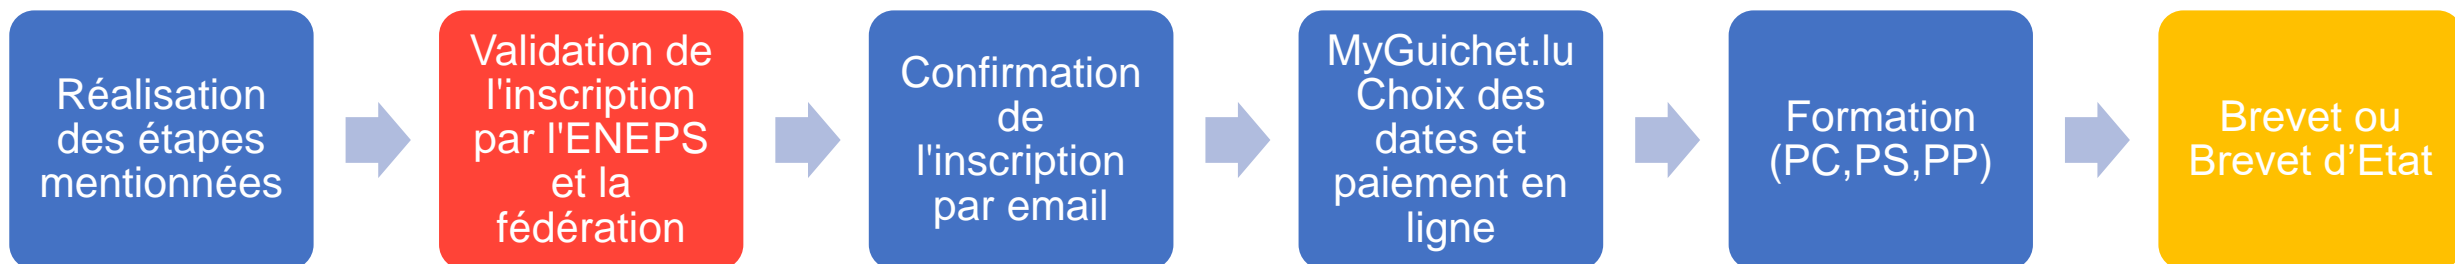 Réalisation
des étapes
mentionnées
Validation de
l'inscription
par l'ENEPS
et la
fédération
Confirmation
de
l'inscription
par email
MyGuichet.lu
Choix des
dates et
paiement en
ligne
Formation
(PC,PS,PP)
Brevet ou
Brevet d’Etat